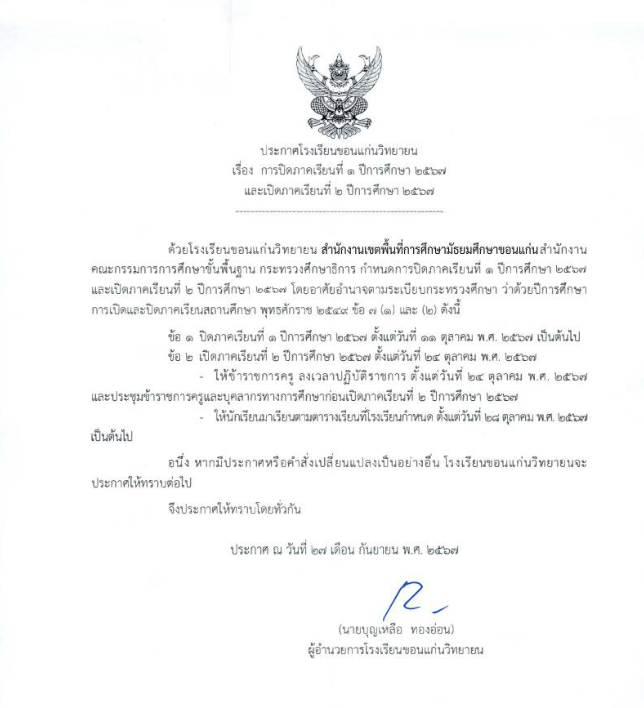 ประกาศโรงเรียนขอนแก่นวิทยายน
เรื่อง การปิดภาคเรียนที่ ๑ ปีการศึกษา ๒๕๖๗
และเปิดภาคเรียนที่ ๒ ปีการศึกษา ๒๕๖๗
ด้วยโรงเรียนขอนแก่นวิทยายน สำนักงานเขตพื้นที่การศึกษามัธยมศึกษาขอนแก่น สำนักงาน
คณะกรรมการการศึกษาขั้นพื้นฐาน กระทรวงศึกษาธิการ กำหนดการปิดภาคเรียนที่ ๑ ปีการศึกษา ๒๕๖๗
และเปิดภาคเรียนที่ ๒ ปีการศึกษา ๒๕๖๗ โดยอาศัยอำนาจตามระเบียบกระทรวงศึกษา ว่าด้วยปีการศึกษา
การเปิดและปิดภาคเรียนสถานศึกษา พุทธศักราช ๒๕๔๙ ข้อ ๗ (๑) และ (๒) ดังนี้
ข้อ ๑ ปิดภาคเรียนที่ ๑ ปีการศึกษา ๒๕๖๗ ตั้งแต่วันที่ ๑๑ ตุลาคม พ.ศ. ๒๕๖๗ เป็นต้นไป
ข้อ ๒ เปิดภาคเรียนที่ ๒ ปีการศึกษา ๒๕๖๗ ตั้งแต่วันที่ ๒๔ ตุลาคม พ.ศ. ๒๕๖๗
- ให้ข้าราชการครู ลงเวลาปฏิบัติราชการ ตั้งแต่วันที่ ๒๔ ตุลาคม พ.ศ. ๒๕๖๗
และประชุมข้าราชการครูและบุคลากรทางการศึกษาก่อนเปิดภาคเรียนที่ ๒ ปีการศึกษา ๒๕๖๗
- ให้นักเรียนมาเรียนตามตารางเรียนที่โรงเรียนกำหนด ตั้งแต่วันที่ ๒๘ ตุลาคม พ.ศ. ๒๕๖๗
เป็นต้นไป
อนึ่ง หากมีประกาศหรือคำสั่งเปลี่ยนแปลงเป็นอย่างอื่น โรงเรียนขอนแก่นวิทยายนจะ
ประกาศให้ทราบต่อไป
จึงประกาศให้ทราบโดยทั่วกัน
ประกาศ ณ วันที่ ๒๗ เดือน กันยายน พ.ศ. ๒๕๖๗
(นายบุญเหลือ ทองอ่อน)
ผู้อำนวยการโรงเรียนขอนแก่นวิทยายน